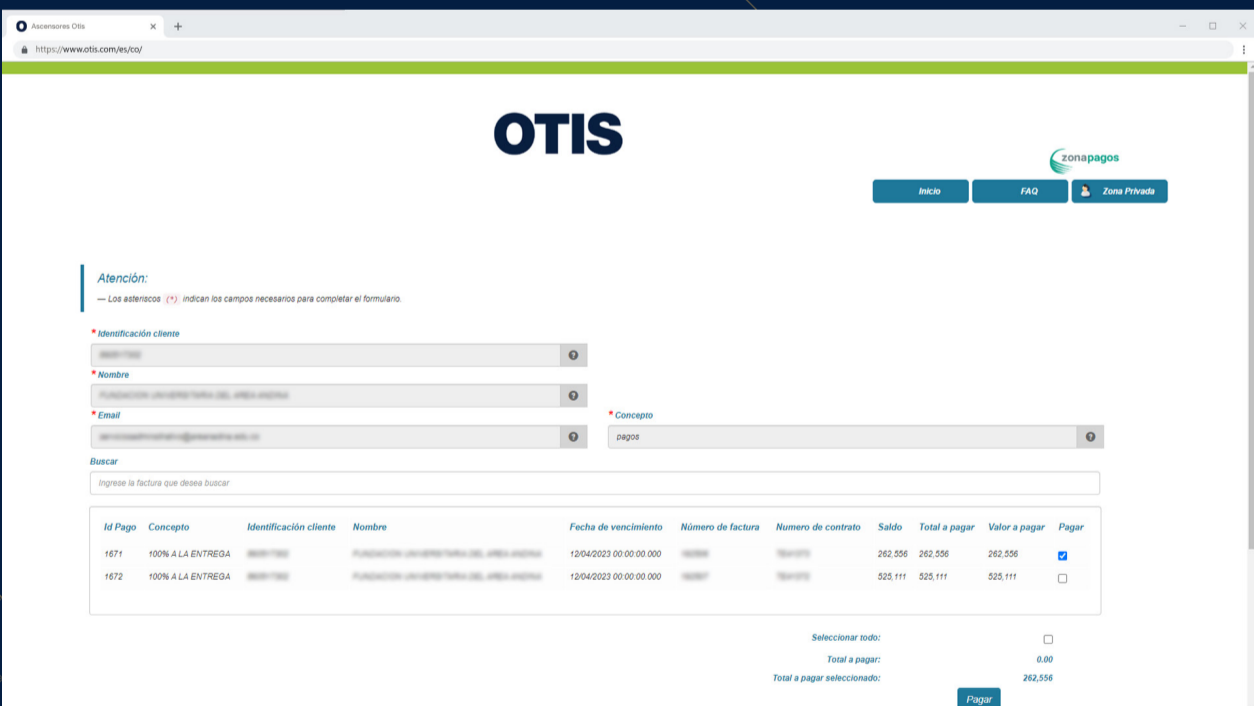 Ascensores Otis
https://www.otis.com/es/co/
OTIS
zonapagos
Inicio FAQ Zona Privada
Atención:
— Los asteriscos (*) indican los campos necesarios para completar el formulario.
* Identificación cliente
* Nombre
* Email * Concepto
pagos
Buscar
Ingrese la factura que desea buscar
Id Pago Concepto Identificación cliente Nombre Fecha de vencimiento Número de factura Numero de contrato Saldo Total a pagar Valor a pagar Pagar
1671 100% A LA ENTREGA 12/04/2023 00:00:00.000 262,556 262,556 262,556
1672 100% A LA ENTREGA 12/04/2023 00:00:00.000 525,111 525,111 525,111
Seleccionar todo:
Total a pagar: 0.00
Total a pagar seleccionado: 262,556
Pagar